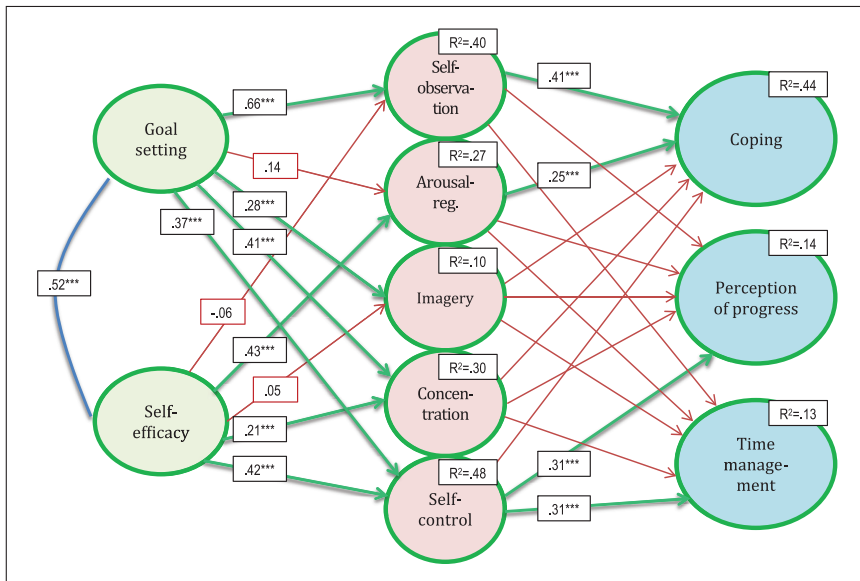 Goal
setting
Self-
efficacy
.52***
.66***
.14
.28***
.37***
.41***
-.06
.43***
.05
.21***
.42***
R²=.40
Self-
observa-
tion
R²=.27
Arousal-
reg.
R²=.10
Imagery
R²=.30
Concen-
tration
R²=.48
Self-
control
.41***
.25***
.31***
.31***
R²=.44
Coping
R²=.14
Perception
of progress
R²=.13
Time
manage-
ment